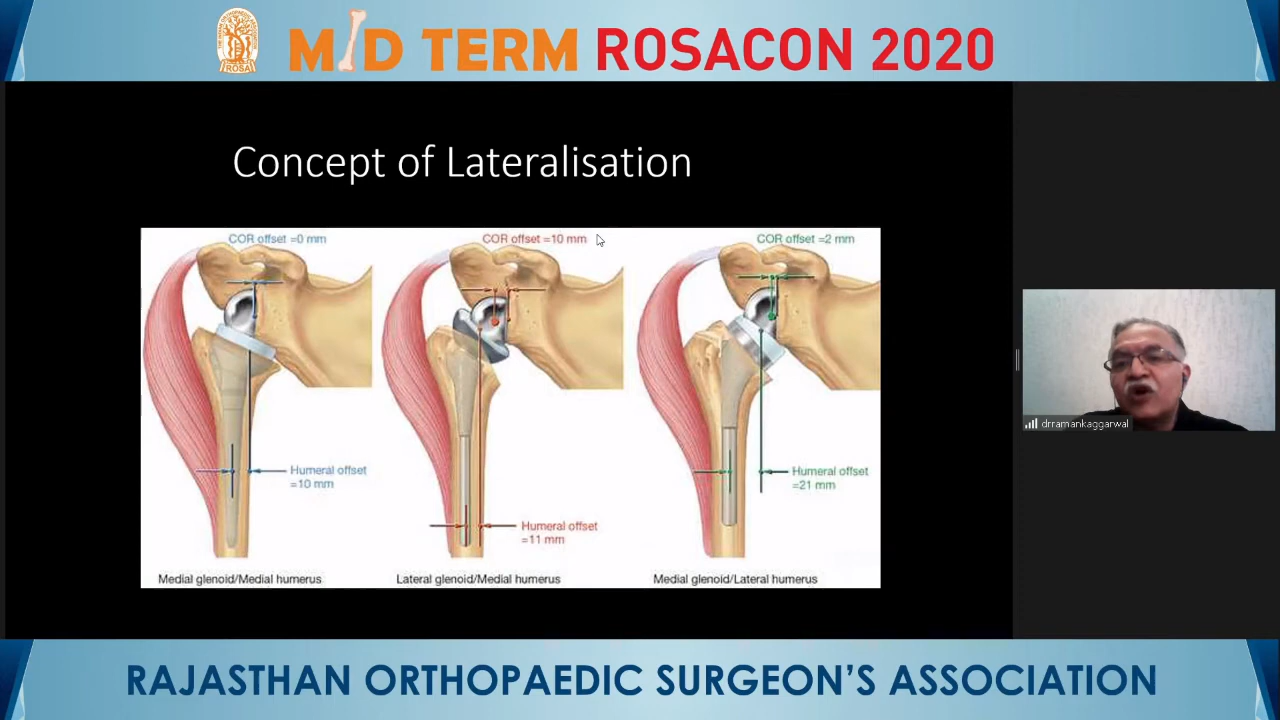 MID TERM ROSACON 2020
ROSA
Concept of Lateralisation
COR offset =0 mm
COR offset =10 mm
COR offset =2 mm
Humeral offset
=10 mm
Humeral offset
=11 mm
Humeral offset
=21 mm
Medial glenoid/Medial humerus
Lateral glenoid/Medial humerus
Medial glenoid/Lateral humerus
drramankaggarwal
RAJASTHAN ORTHOPAEDIC SURGEON'S ASSOCIATION